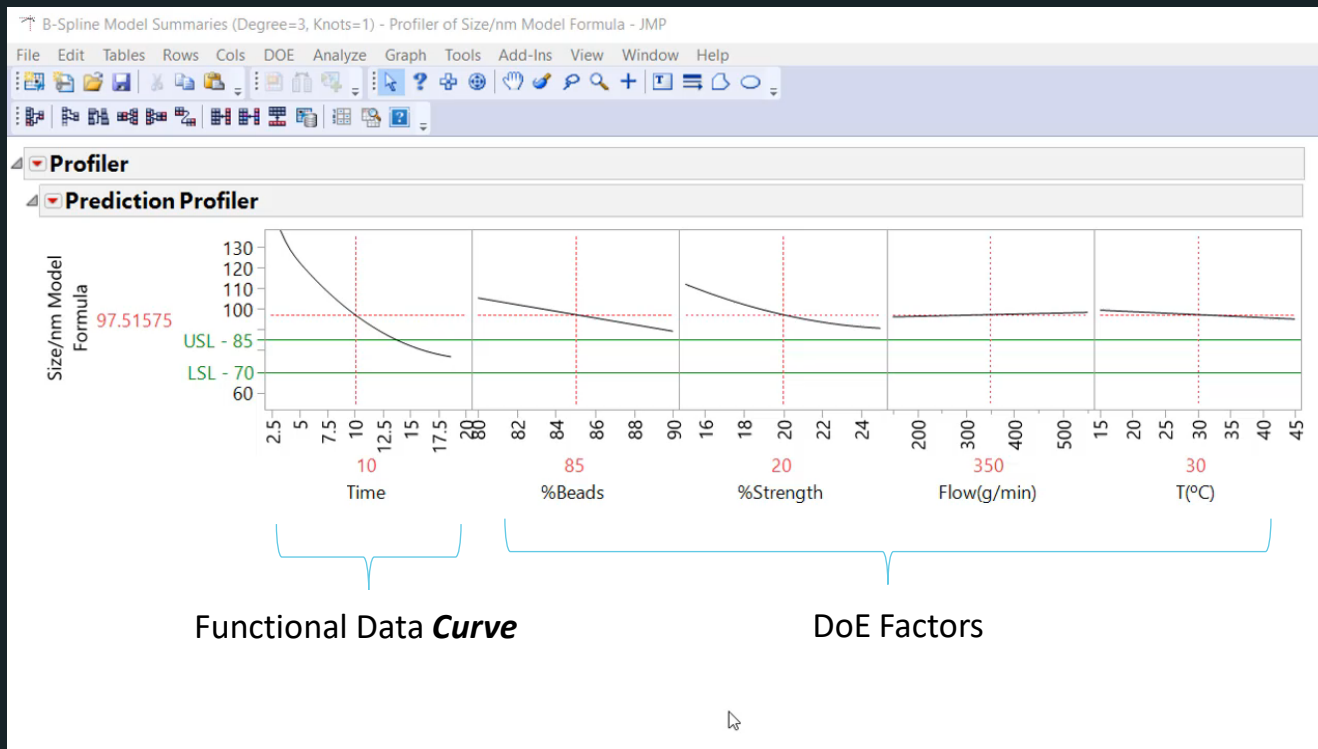 B-Spline Model Summaries (Degree=3, Knots=1) - Profiler of Size/nm Model Formula - JMP
File Edit Tables Rows Cols DOE Analyze Graph Tools Add-Ins View Window Help
Profiler
Prediction Profiler
Size/nm Model
Formula
97.51575
130
120
110
100
USL - 85
LSL - 70
60
2.5 5 7.5 10 12.5 15 17.5 20 80 82 84 86 88 90 16 18 20 22 24 200 300 400 500 15 20 25 30 35 40 45
10 85 20 350 30
Time %Beads %Strength Flow(g/min) T(ºC)
Functional Data Curve DoE Factors